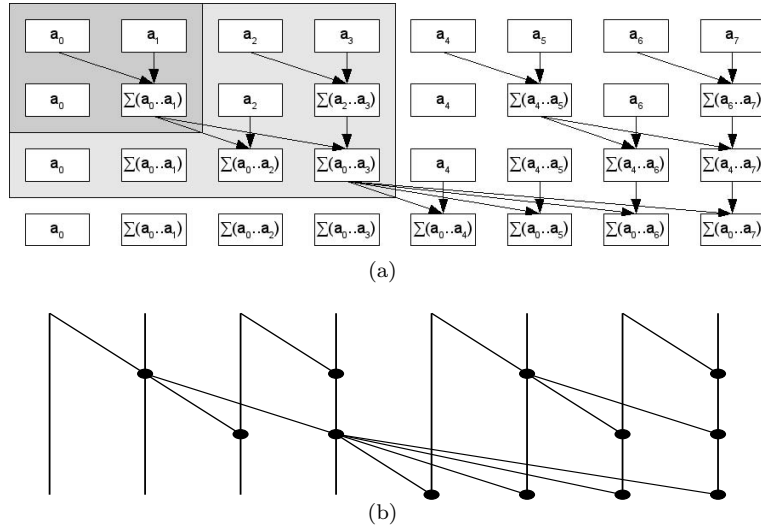 a₀ a₁ a₂ a₃ a₄ a₅ a₆ a₇
a₀ ∑(a₀..a₁) a₂ ∑(a₂..a₃) a₄ ∑(a₄..a₅) a₆ ∑(a₆..a₇)
a₀ ∑(a₀..a₁) ∑(a₀..a₂) ∑(a₀..a₃) a₄ ∑(a₄..a₅) ∑(a₄..a₆) ∑(a₄..a₇)
a₀ ∑(a₀..a₁) ∑(a₀..a₂) ∑(a₀..a₃) ∑(a₀..a₄) ∑(a₀..a₅) ∑(a₀..a₆) ∑(a₀..a₇)
(a)
(b)